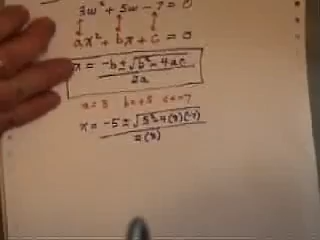 3w² + 5w - 7 = 0
ax² + bx + c = 0
x = -b ± √b² - 4ac / 2a
a = 3 b = +5 c = -7
x = -5 ± √5² - 4(3)(-7) / 2(3)